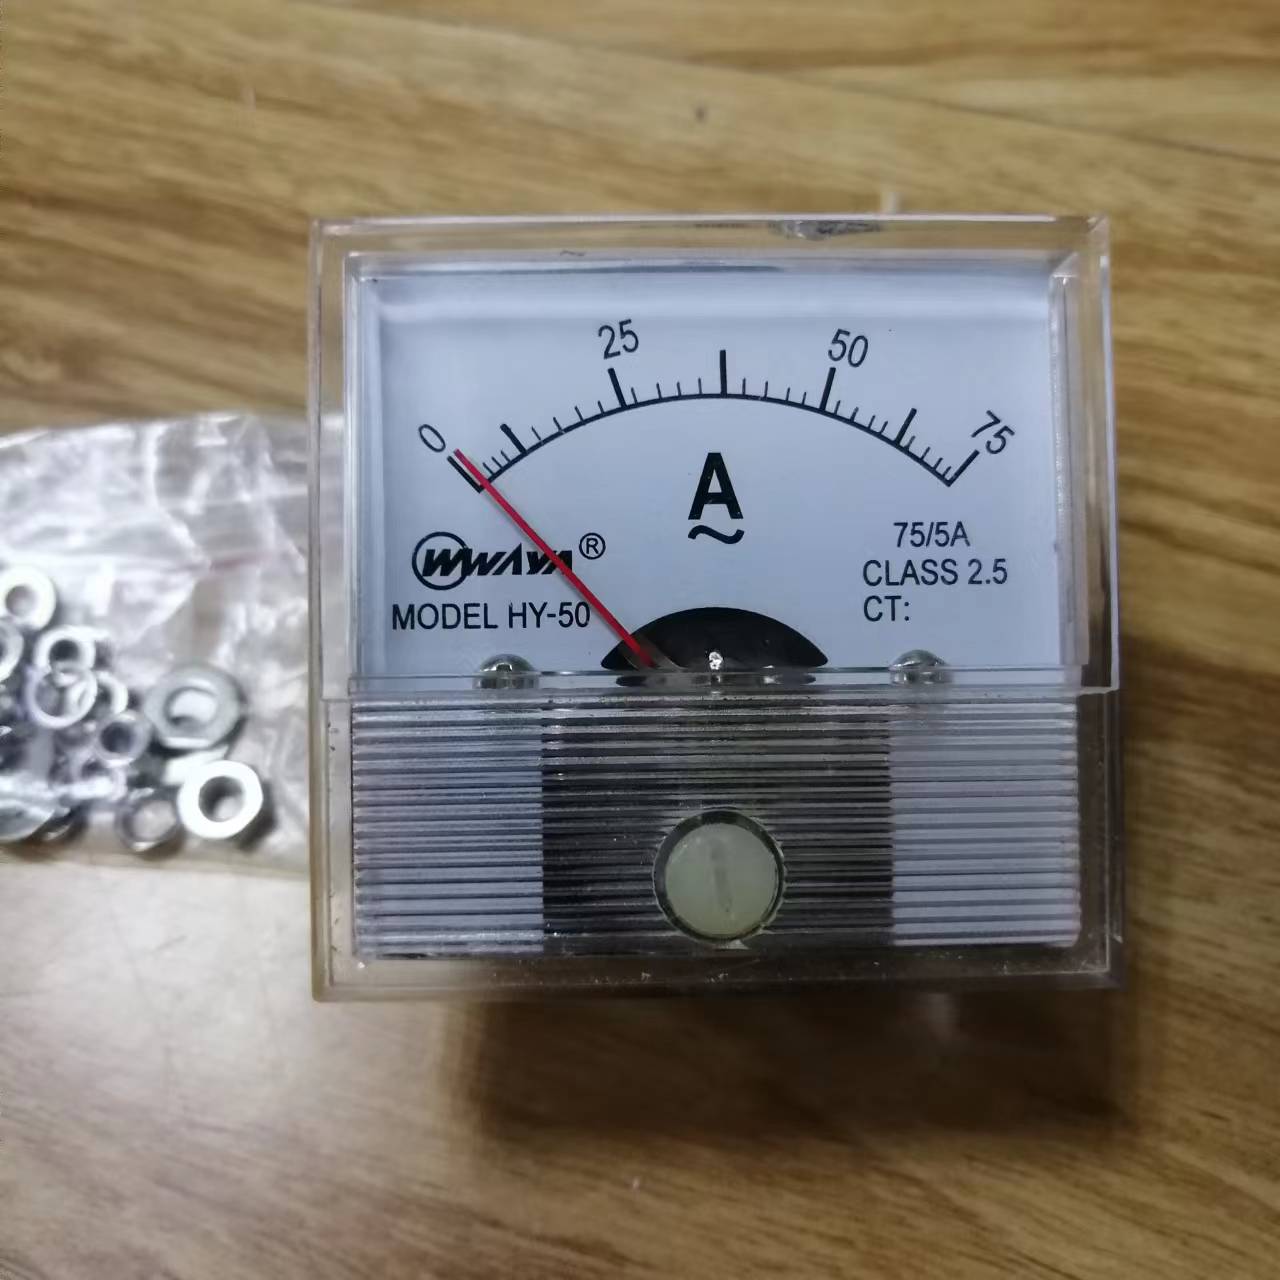 0 25 50 75
A
WWAYA®
MODEL HY-50
75/5A
CLASS 2.5
CT: